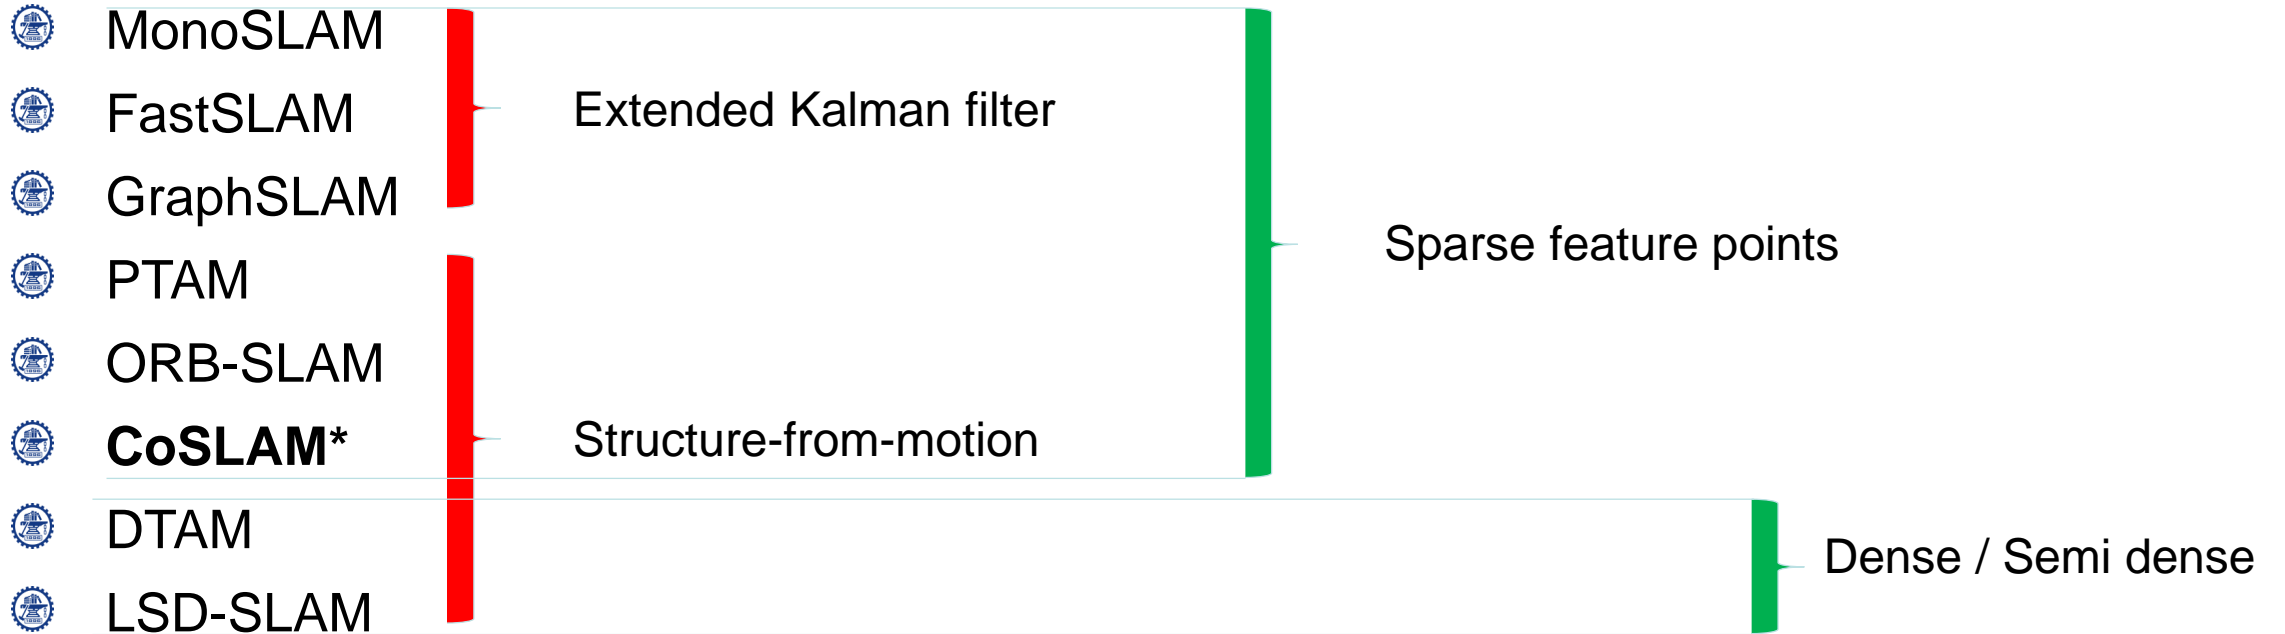 MonoSLAM
FastSLAM
Extended Kalman filter
GraphSLAM
Sparse feature points
PTAM
ORB-SLAM
CoSLAM*
Structure-from-motion
DTAM
Dense / Semi dense
LSD-SLAM